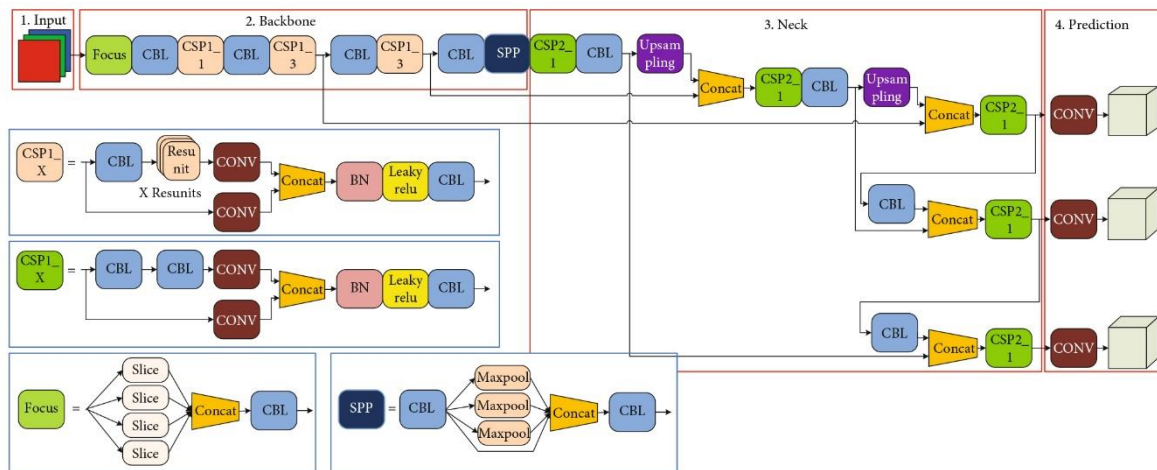 1. Input
2. Backbone
3. Neck
4. Prediction
Focus
CBL
CSP1_
1
CBL
CSP1_
3
CBL
CSP1_
3
CBL
SPP
CSP2_
1
CBL
Upsam
pling
Concat
CSP2_
1
CBL
Upsam
pling
Concat
CSP2_
1
CONV
CBL
Concat
CSP2_
1
CONV
CBL
Concat
CSP2_
1
CONV
CSP1_
X
=
CBL
Resu
nit
X Resunits
CONV
CONV
Concat
BN
Leaky
relu
CBL
CSP1_
X
=
CBL
CBL
CONV
CONV
Concat
BN
Leaky
relu
CBL
Focus
=
Slice
Slice
Slice
Slice
Concat
CBL
SPP
=
CBL
Maxpool
Maxpool
Maxpool
Concat
CBL